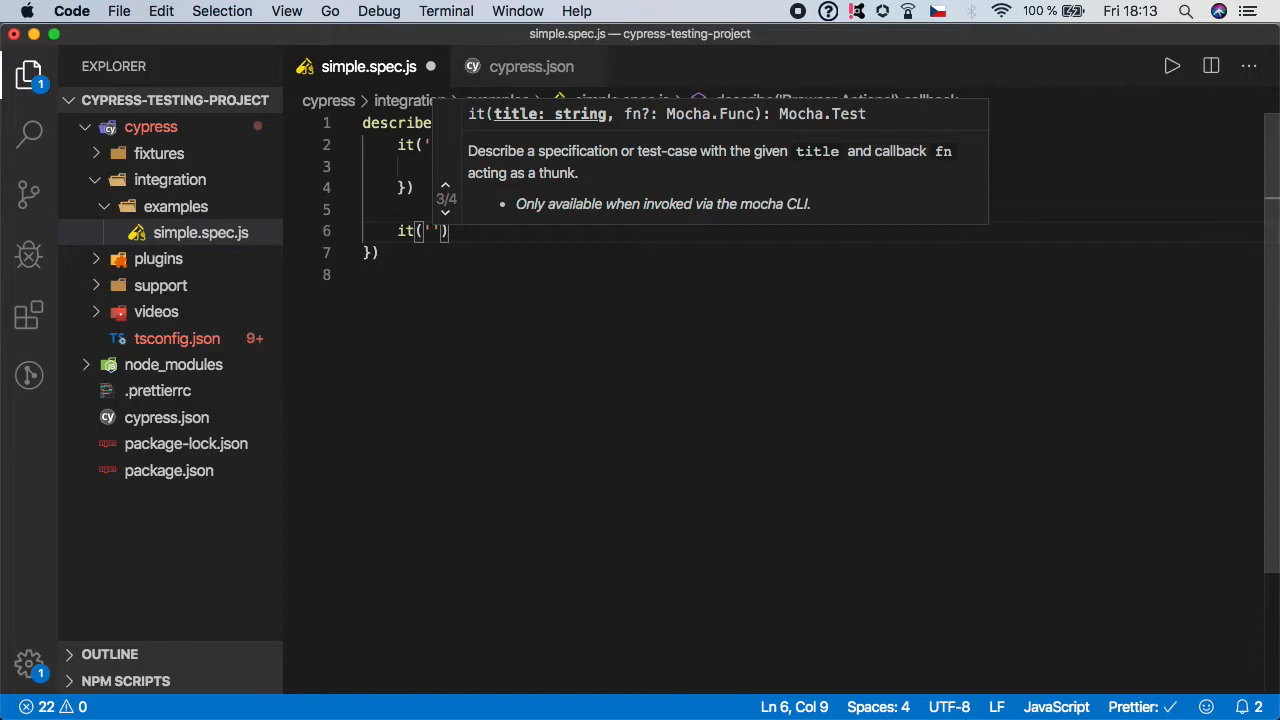 Code File Edit Selection View Go Debug Terminal Window Help 100 % Fri 18:13
simple.spec.js — cypress-testing-project
EXPLORER
simple.spec.js
cypress.json
CYPRESS-TESTING-PROJECT
cypress
fixtures
integration
examples
simple.spec.js
plugins
support
videos
tsconfig.json 9+
node_modules
.prettierrc
cypress.json
package-lock.json
package.json
OUTLINE
NPM SCRIPTS
1
1
cypress > integration
it(title: string, fn?: Mocha.Func): Mocha.Test
Describe a specification or test-case with the given title and callback fn
acting as a thunk.
3/4
• Only available when invoked via the mocha CLI.
1 describe
2 it('
3
4 })
5
6 it('')
7 })
8
22 0 Ln 6, Col 9 Spaces: 4 UTF-8 LF JavaScript Prettier: ✓ 2